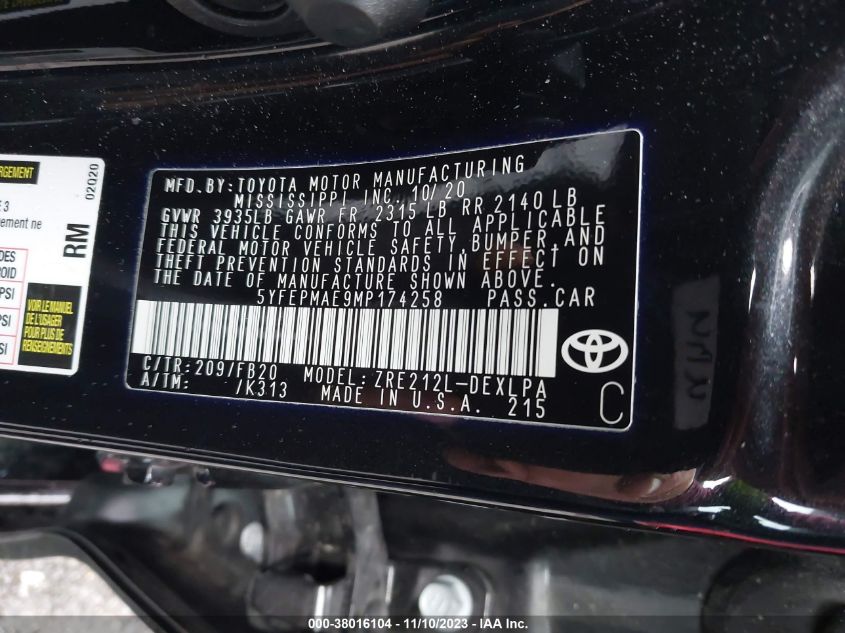 MFD.BY:TOYOTA MOTOR MANUFACTURING
MISSISSIPPI INC. 10/20
GVWR 3935LB GAWR FR 2315 LB RR 2140 LB
THIS VEHICLE CONFORMS TO ALL APPLICABLE
FEDERAL MOTOR VEHICLE SAFETY,BUMPER,AND
THEFT PREVENTION STANDARDS IN EFFECT ON
THE DATE OF MANUFACTURE SHOWN ABOVE.
5YFEPMAE9MP174258 PASS.CAR
C/TR:209/FB20 MODEL:ZRE212L-DEXLPA
A/TM: /K313 MADE IN U.S.A. 215
C
02020
RM
VOIR LE MANUEL
DE L'USAGER
POUR PLUS DE
RENSEIGNEMENTS
PSI
PSI
000-38016104 - 11/10/2023 - IAA Inc.